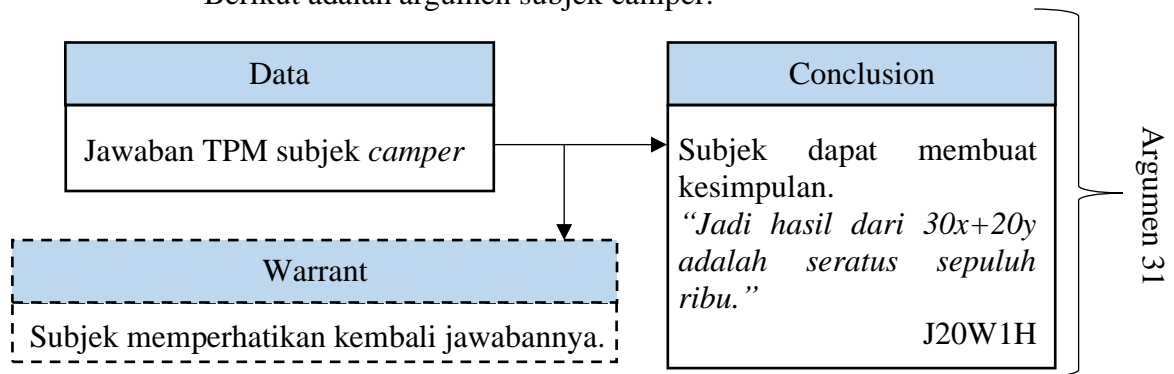 Berikut adalah argumen subjek camper:
Data
Jawaban TPM subjek camper
Conclusion
Subjek dapat membuat
kesimpulan.
“Jadi hasil dari 30x+20y
adalah seratus sepuluh
ribu.”
J20W1H
Warrant
Subjek memperhatikan kembali jawabannya.
Argumen 31